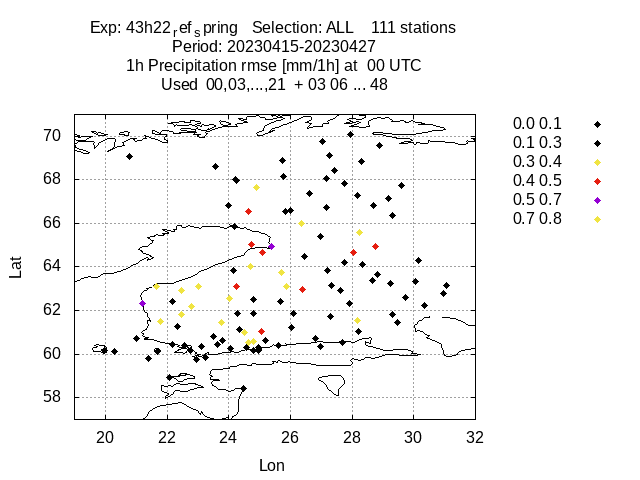 Exp: 43h22refspring Selection: ALL 111 stations
Period: 20230415-20230427
1h Precipitation rmse [mm/1h] at 00 UTC
Used 00,03,...,21 + 03 06 ... 48
70
68
66
64
62
60
58
Lat
20 22 24 26 28 30 32
Lon
0.0 0.1
0.1 0.3
0.3 0.4
0.4 0.5
0.5 0.7
0.7 0.8